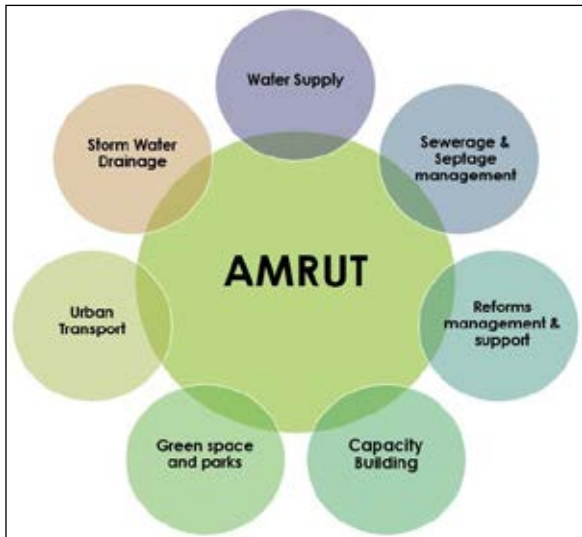 Water Supply
Sewerage &
Septage
management
Reforms
management &
support
Capacity
Building
Green space
and parks
Urban
Transport
Storm Water
Drainage
AMRUT